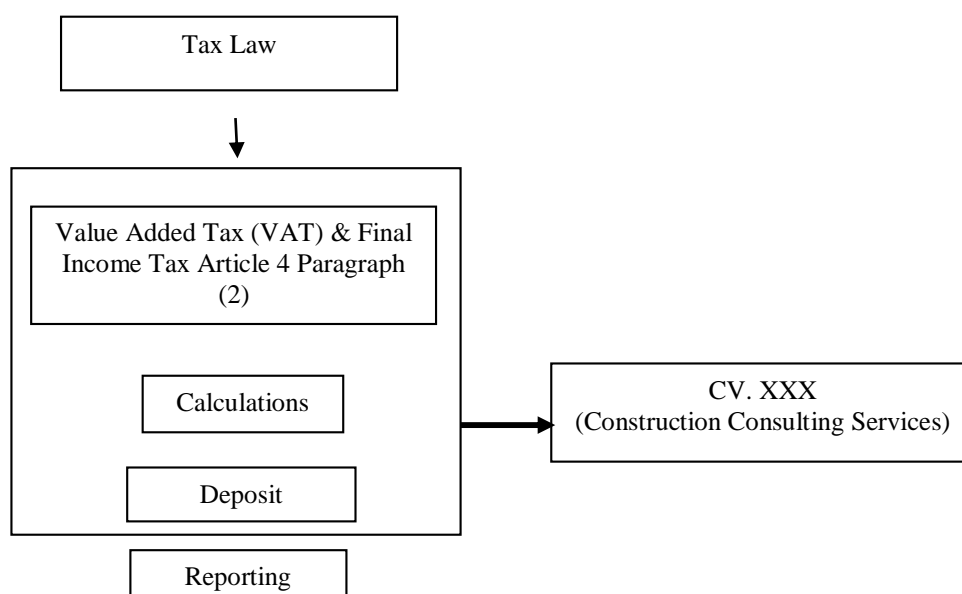 Tax Law
Value Added Tax (VAT) & Final
Income Tax Article 4 Paragraph
(2)
Calculations
Deposit
Reporting
CV. XXX
(Construction Consulting Services)